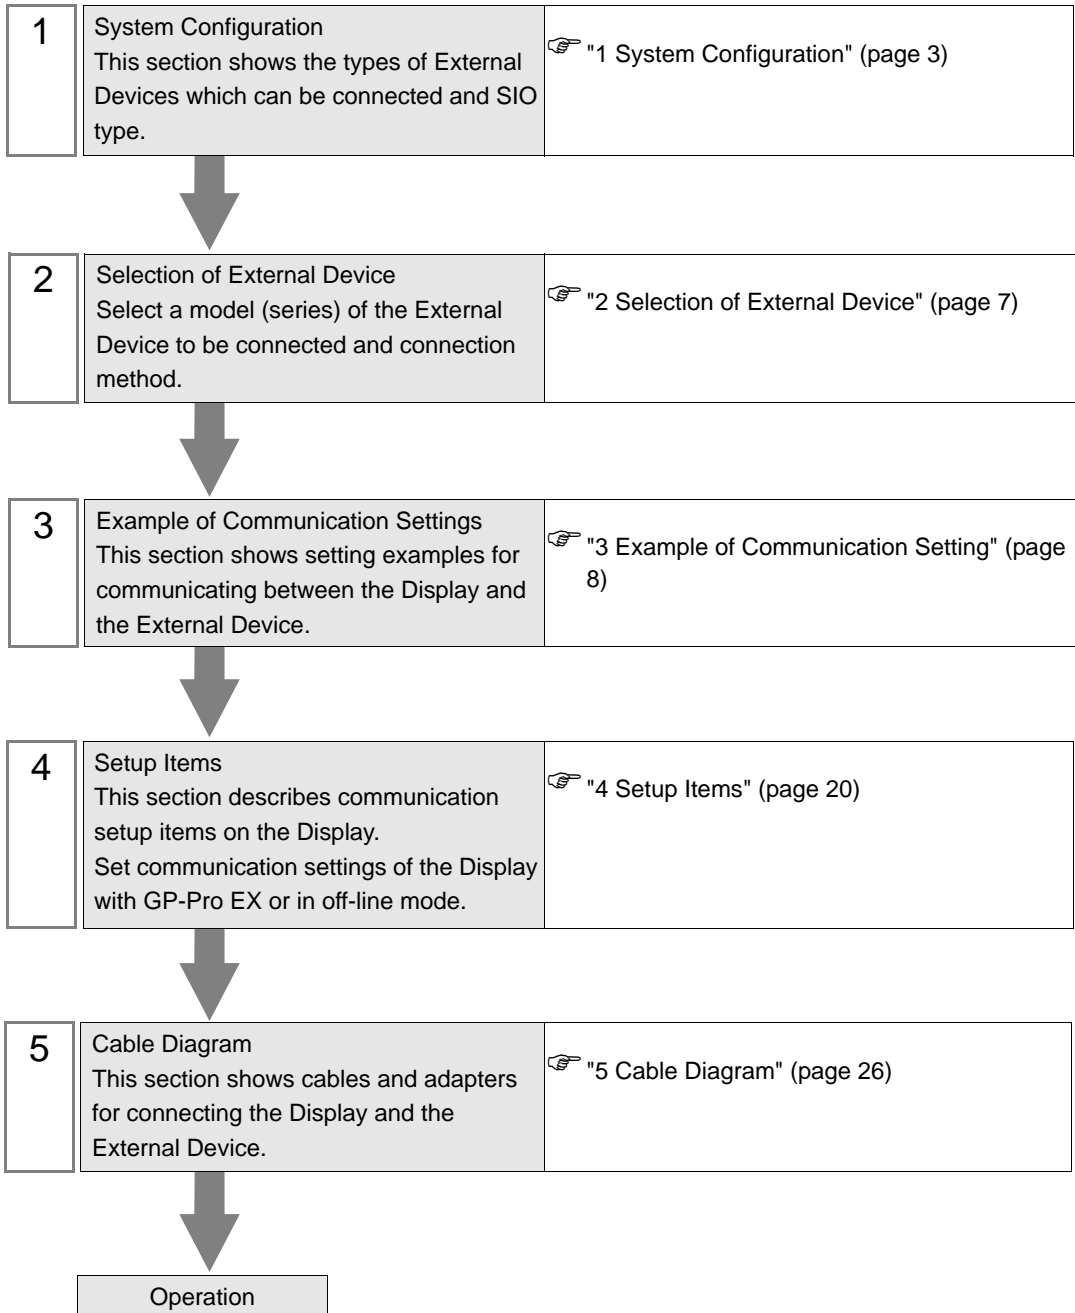 1
System Configuration
This section shows the types of External
Devices which can be connected and SIO
type.
"1 System Configuration" (page 3)
2
Selection of External Device
Select a model (series) of the External
Device to be connected and connection
method.
"2 Selection of External Device" (page 7)
3
Example of Communication Settings
This section shows setting examples for
communicating between the Display and
the External Device.
"3 Example of Communication Setting" (page
8)
4
Setup Items
This section describes communication
setup items on the Display.
Set communication settings of the Display
with GP-Pro EX or in off-line mode.
"4 Setup Items" (page 20)
5
Cable Diagram
This section shows cables and adapters
for connecting the Display and the
External Device.
"5 Cable Diagram" (page 26)
Operation